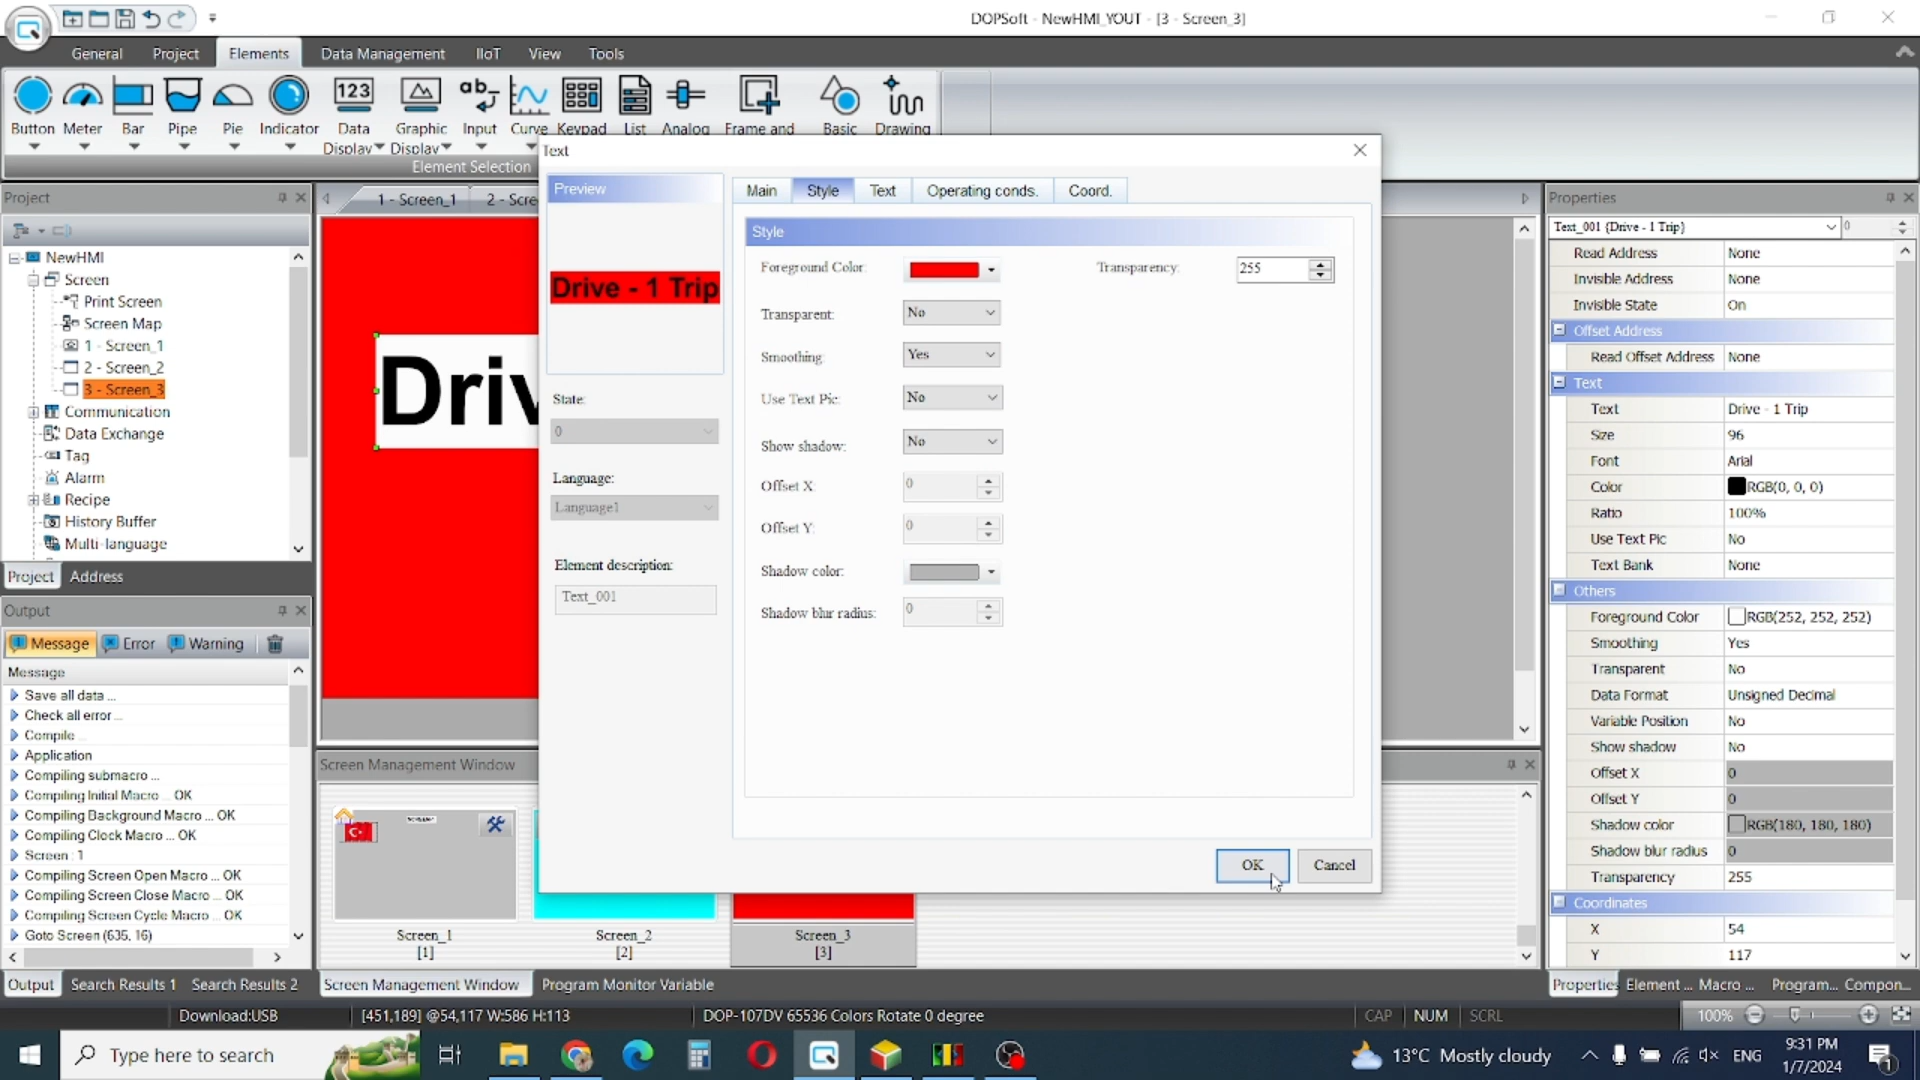 DOPSoft - NewHMI_YOUT - [3 - Screen_3]
General Project Elements Data Management IIoT View Tools
Button Meter Bar Pipe Pie Indicator Data Display Graphic Display Input Curve Keypad List Analog Frame and Basic Drawing
Element Selection
Project
NewHMI
Screen
Print Screen
Screen Map
1 - Screen_1
2 - Screen_2
3 - Screen_3
Communication
Data Exchange
Tag
Alarm
Recipe
History Buffer
Multi-language
Project Address
Output
Message Error Warning
Message
Save all data ...
Check all error ...
Compile
Application
Compiling submacro ...
Compiling Initial Macro OK
Compiling Background Macro ... OK
Compiling Clock Macro ... OK
Screen : 1
Compiling Screen Open Macro ... OK
Compiling Screen Close Macro ... OK
Compiling Screen Cycle Macro ... OK
Goto Screen (635, 16)
Output Search Results 1 Search Results 2
1 - Screen_1 2 - Scre
Driv
Text
Preview
Drive - 1 Trip
State:
0
Language:
Language1
Element description:
Text_001
Main Style Text Operating conds. Coord.
Style
Foreground Color: Transparency: 255
Transparent: No
Smoothing: Yes
Use Text Pic: No
Show shadow: No
Offset X: 0
Offset Y: 0
Shadow color:
Shadow blur radius: 0
OK Cancel
Screen Management Window
Screen_1 [1]
Screen_2 [2]
Screen_3 [3]
Screen Management Window Program Monitor Variable
Properties
Text_001 {Drive - 1 Trip} 0
Read Address None
Invisible Address None
Invisible State On
Offset Address
Read Offset Address None
Text
Text Drive - 1 Trip
Size 96
Font Arial
Color RGB(0, 0, 0)
Ratio 100%
Use Text Pic No
Text Bank None
Others
Foreground Color RGB(252, 252, 252)
Smoothing Yes
Transparent No
Data Format Unsigned Decimal
Variable Position No
Show shadow No
Offset X 0
Offset Y 0
Shadow color RGB(180, 180, 180)
Shadow blur radius 0
Transparency 255
Coordinates
X 54
Y 117
Properties Element ... Macro ... Program... Compon...
Download:USB [451,189] @54,117 W:586 H:113 DOP-107DV 65536 Colors Rotate 0 degree CAP NUM SCRL 100%
Type here to search
13°C Mostly cloudy
ENG
9:31 PM
1/7/2024
1